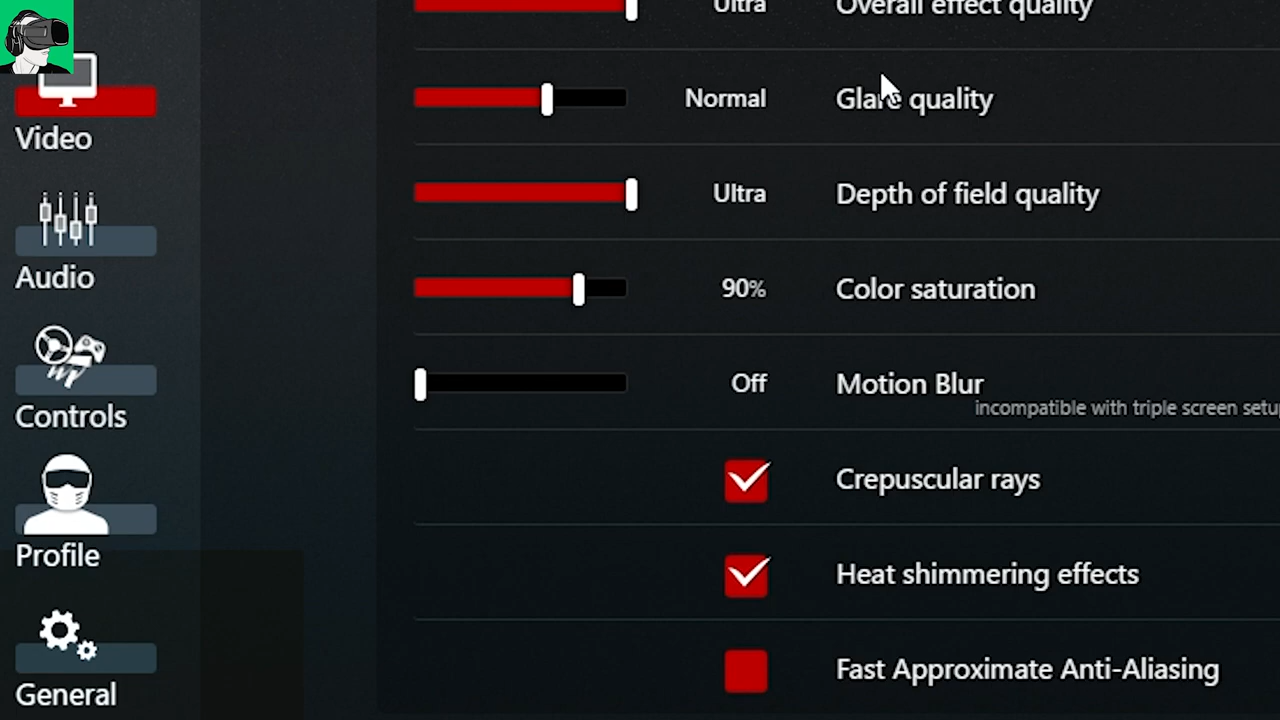 Ultra Overall effect quality
Normal Glare quality
Ultra Depth of field quality
90% Color saturation
Off Motion Blur
incompatible with triple screen setu
Crepuscular rays
Heat shimmering effects
Fast Approximate Anti-Aliasing
Video
Audio
Controls
Profile
General